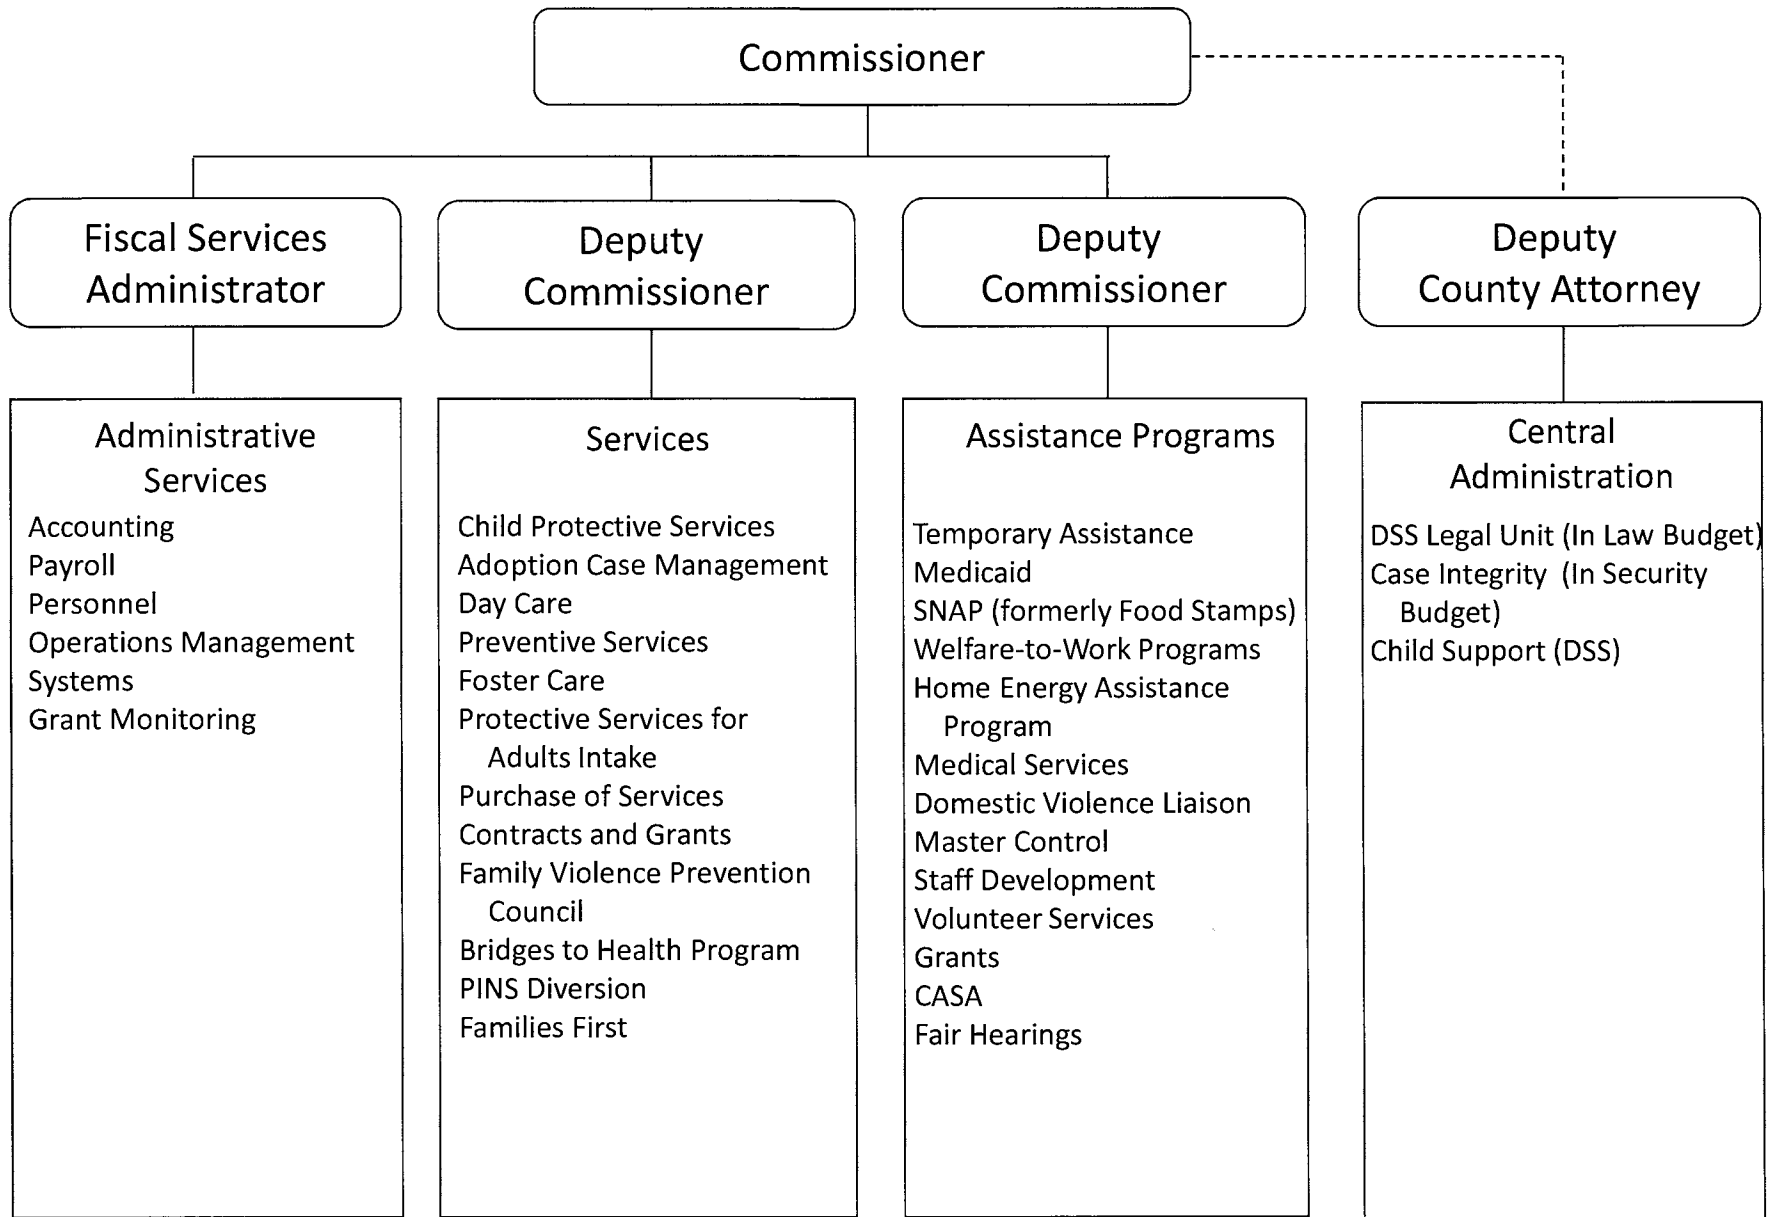 Commissioner
Fiscal Services
Administrator
Deputy
Commissioner
Deputy
Commissioner
Deputy
County Attorney
Administrative
Services
Accounting
Payroll
Personnel
Operations Management
Systems
Grant Monitoring
Services
Child Protective Services
Adoption Case Management
Day Care
Preventive Services
Foster Care
Protective Services for
Adults Intake
Purchase of Services
Contracts and Grants
Family Violence Prevention
Council
Bridges to Health Program
PINS Diversion
Families First
Assistance Programs
Temporary Assistance
Medicaid
SNAP (formerly Food Stamps)
Welfare-to-Work Programs
Home Energy Assistance
Program
Medical Services
Domestic Violence Liaison
Master Control
Staff Development
Volunteer Services
Grants
CASA
Fair Hearings
Central
Administration
DSS Legal Unit (In Law Budget)
Case Integrity (In Security
Budget)
Child Support (DSS)